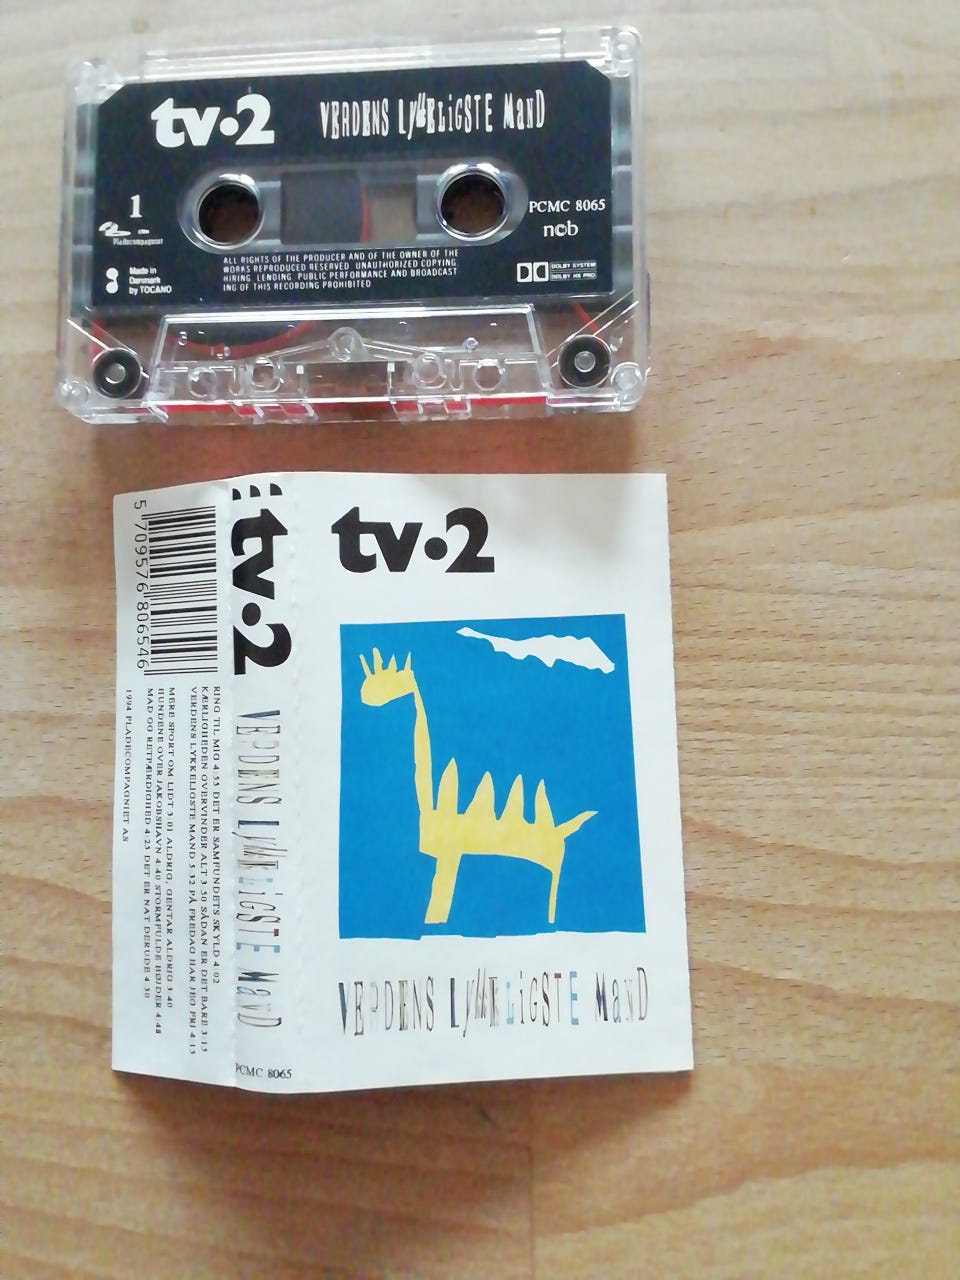 tv·2 VERDENS LYKKELIGSTE MAND
1
PCMC 8065
ncb
Pladecompagniet
Made in
Denmark
by TOCANO
ALL RIGHTS OF THE PRODUCER AND OF THE OWNER OF THE
WORKS REPRODUCED RESERVED. UNAUTHORIZED COPYING.
HIRING. LENDING. PUBLIC PERFORMANCE AND BROADCAST
ING OF THIS RECORDING PROHIBITED
DOLBY SYSTEM
DOLBY HX PRO
tv·2
VERDENS LYKKELIGSTE MAND
tv·2 VERDENS LYKKELIGSTE MAND
PCMC 8065
5 709576 806546
RING TIL MIG 4:35 DET ER SAMFUNDETS SKYLD 4:02
KÆRLIGHEDEN OVERVINDER ALT 3:50 SÅDAN ER DET BARE 3:15
VERDENS LYKKELIGSTE MAND 5:32 PÅ FREDAG HAR JEG FRI 4:15
MERE SPORT OM LIDT 3:01 ALDRIG, GENTAR ALDRIG 3:40
HUNDENE OVER JAKOBSHAVN 4:40 STORMFULDE HØJDER 4:48
MAD OG RETFÆRDIGHED 4:25 DET ER NAT DERUDE 4:30
1994 PLADECOMPAGNIET AS